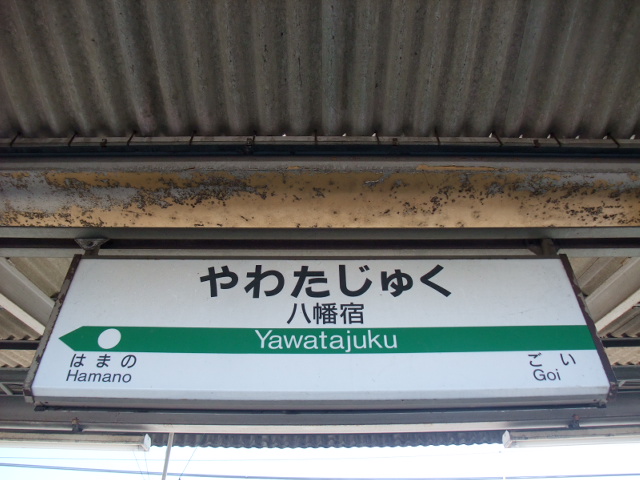 やわたじゅく
八幡宿
Yawatajuku
はまの ごい
Hamano Goi